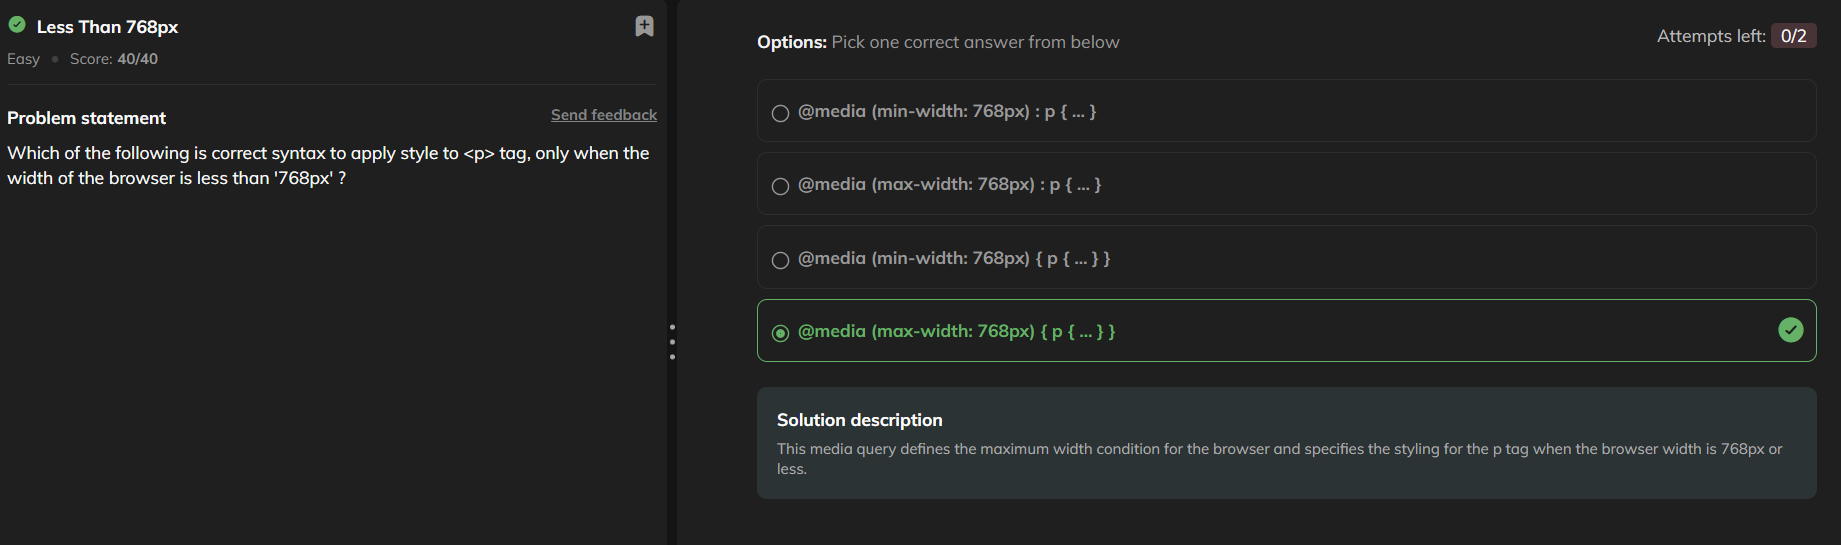 Less Than 768px
Easy • Score: 40/40
Problem statement
Send feedback
Which of the following is correct syntax to apply style to <p> tag, only when the
width of the browser is less than '768px' ?
Options: Pick one correct answer from below
Attempts left: 0/2
@media (min-width: 768px) : p { ... }
@media (max-width: 768px) : p { ... }
@media (min-width: 768px) { p { ... } }
@media (max-width: 768px) { p { ... } }
Solution description
This media query defines the maximum width condition for the browser and specifies the styling for the p tag when the browser width is 768px or
less.